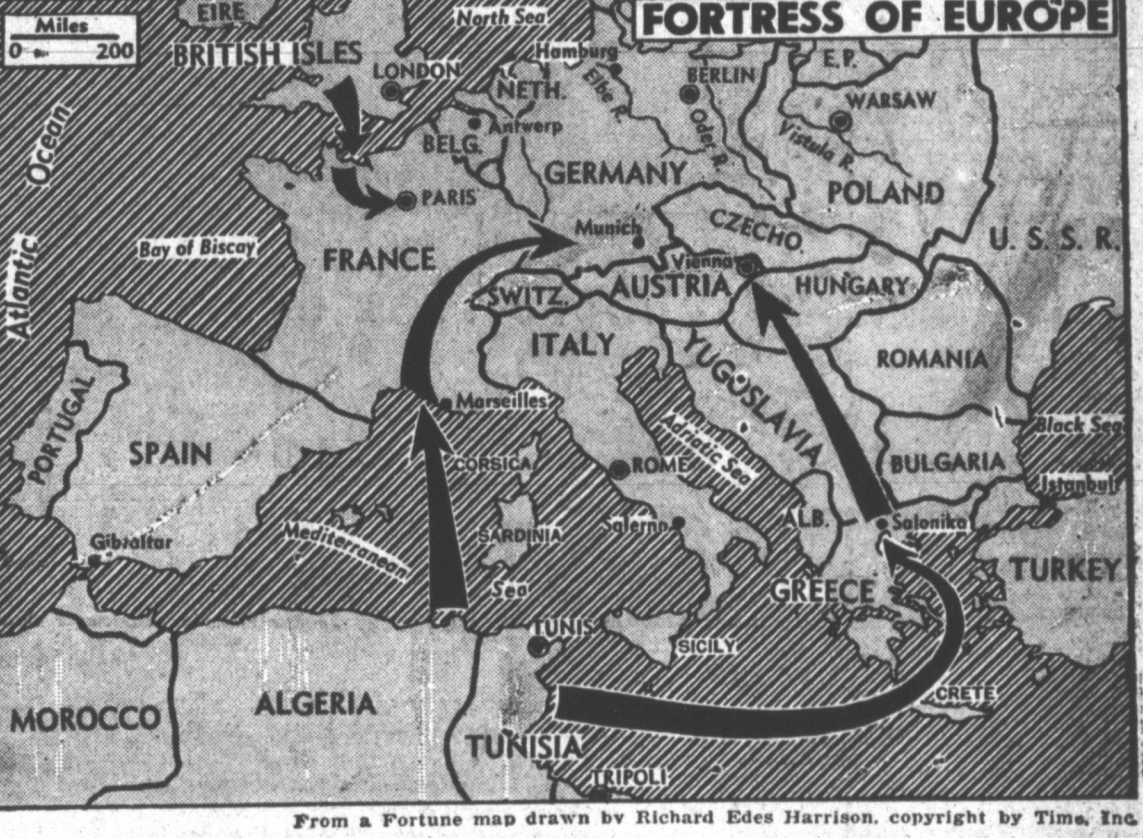 FORTRESS OF EUROPE
Miles
0 200
EIRE
BRITISH ISLES
North Sea
LONDON
Hamburg
NETH.
Elbe R.
BERLIN
E.P.
WARSAW
Oder R.
Vistula R.
Antwerp
BELG.
GERMANY
POLAND
PARIS
Atlantic Ocean
Bay of Biscay
FRANCE
Munich
CZECHO.
Vienna
U. S. S. R.
SWITZ.
AUSTRIA
HUNGARY
ITALY
YUGOSLAVIA
ROMANIA
Marseilles
PORTUGAL
SPAIN
CORSICA
ROME
Adriatic Sea
BULGARIA
Black Sea
Istanbul
Gibraltar
Mediterranean
Sea
SARDINIA
Salerno
ALB.
Salonika
GREECE
TURKEY
TUNIS
SICILY
CRETE
MOROCCO
ALGERIA
TUNISIA
TRIPOLI
From a Fortune map drawn by Richard Edes Harrison, copyright by Time, Inc.